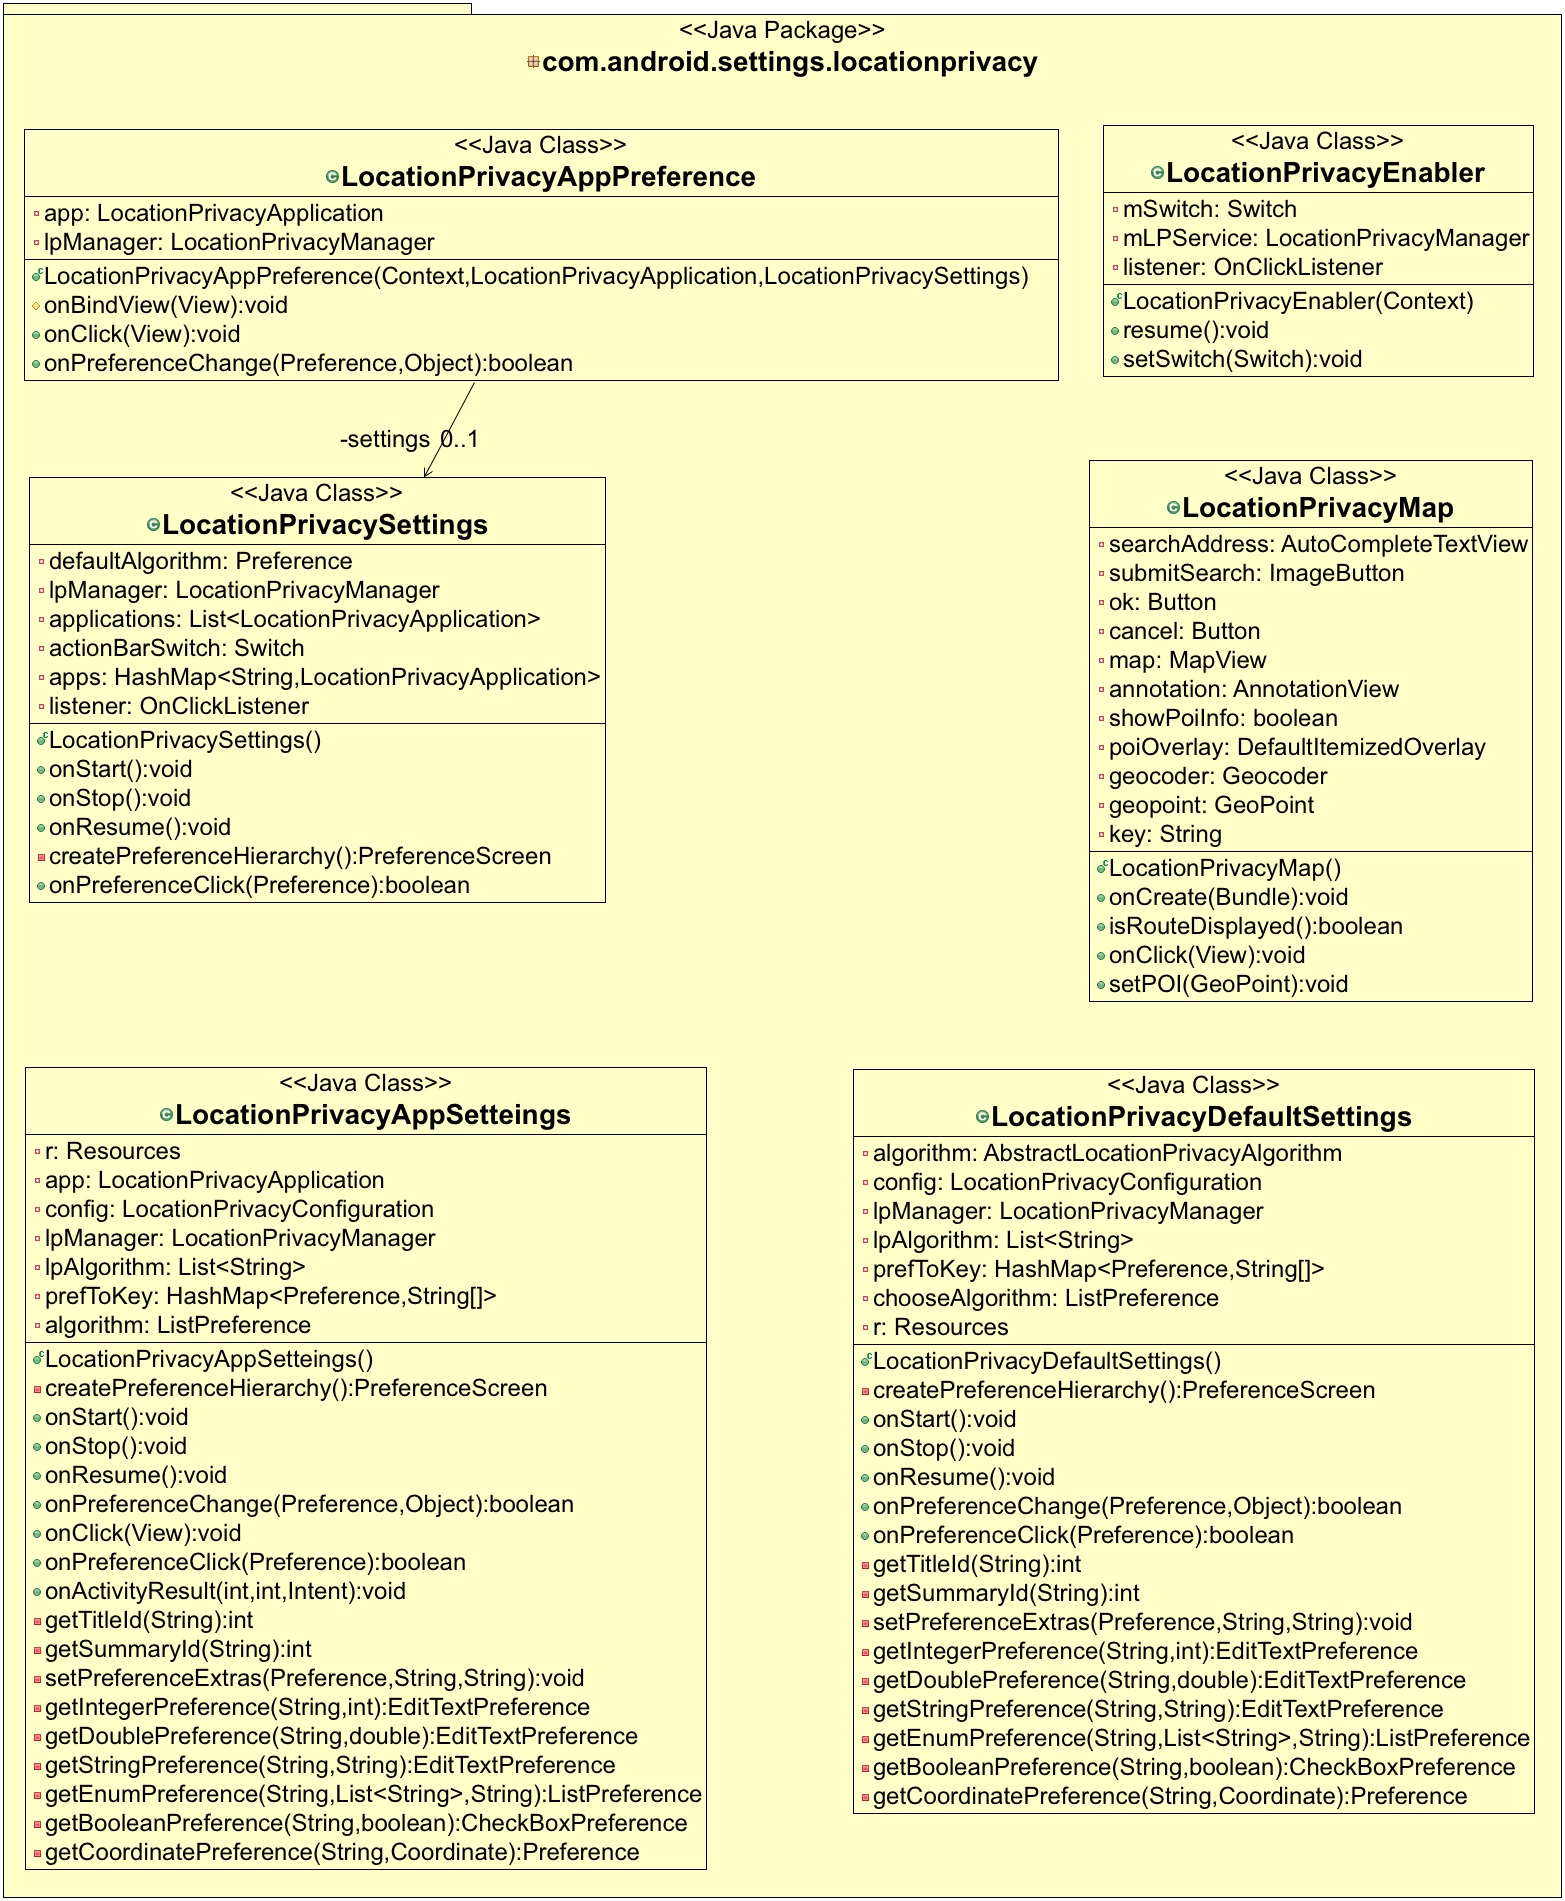 <<Java Package>>
com.android.settings.locationprivacy
<<Java Class>>
LocationPrivacyAppPreference
app: LocationPrivacyApplication
lpManager: LocationPrivacyManager
LocationPrivacyAppPreference(Context,LocationPrivacyApplication,LocationPrivacySettings)
onBindView(View):void
onClick(View):void
onPreferenceChange(Preference,Object):boolean
<<Java Class>>
LocationPrivacyEnabler
mSwitch: Switch
mLPService: LocationPrivacyManager
listener: OnClickListener
LocationPrivacyEnabler(Context)
resume():void
setSwitch(Switch):void
-settings 0..1
<<Java Class>>
LocationPrivacySettings
defaultAlgorithm: Preference
lpManager: LocationPrivacyManager
applications: List<LocationPrivacyApplication>
actionBarSwitch: Switch
apps: HashMap<String,LocationPrivacyApplication>
listener: OnClickListener
LocationPrivacySettings()
onStart():void
onStop():void
onResume():void
createPreferenceHierarchy():PreferenceScreen
onPreferenceClick(Preference):boolean
<<Java Class>>
LocationPrivacyMap
searchAddress: AutoCompleteTextView
submitSearch: ImageButton
ok: Button
cancel: Button
map: MapView
annotation: AnnotationView
showPoiInfo: boolean
poiOverlay: DefaultItemizedOverlay
geocoder: Geocoder
geopoint: GeoPoint
key: String
LocationPrivacyMap()
onCreate(Bundle):void
isRouteDisplayed():boolean
onClick(View):void
setPOI(GeoPoint):void
<<Java Class>>
LocationPrivacyAppSetteings
r: Resources
app: LocationPrivacyApplication
config: LocationPrivacyConfiguration
lpManager: LocationPrivacyManager
lpAlgorithm: List<String>
prefToKey: HashMap<Preference,String[]>
algorithm: ListPreference
LocationPrivacyAppSetteings()
createPreferenceHierarchy():PreferenceScreen
onStart():void
onStop():void
onResume():void
onPreferenceChange(Preference,Object):boolean
onClick(View):void
onPreferenceClick(Preference):boolean
onActivityResult(int,int,Intent):void
getTitleId(String):int
getSummaryId(String):int
setPreferenceExtras(Preference,String,String):void
getIntegerPreference(String,int):EditTextPreference
getDoublePreference(String,double):EditTextPreference
getStringPreference(String,String):EditTextPreference
getEnumPreference(String,List<String>,String):ListPreference
getBooleanPreference(String,boolean):CheckBoxPreference
getCoordinatePreference(String,Coordinate):Preference
<<Java Class>>
LocationPrivacyDefaultSettings
algorithm: AbstractLocationPrivacyAlgorithm
config: LocationPrivacyConfiguration
lpManager: LocationPrivacyManager
lpAlgorithm: List<String>
prefToKey: HashMap<Preference,String[]>
chooseAlgorithm: ListPreference
r: Resources
LocationPrivacyDefaultSettings()
createPreferenceHierarchy():PreferenceScreen
onStart():void
onStop():void
onResume():void
onPreferenceChange(Preference,Object):boolean
onPreferenceClick(Preference):boolean
getTitleId(String):int
getSummaryId(String):int
setPreferenceExtras(Preference,String,String):void
getIntegerPreference(String,int):EditTextPreference
getDoublePreference(String,double):EditTextPreference
getStringPreference(String,String):EditTextPreference
getEnumPreference(String,List<String>,String):ListPreference
getBooleanPreference(String,boolean):CheckBoxPreference
getCoordinatePreference(String,Coordinate):Preference